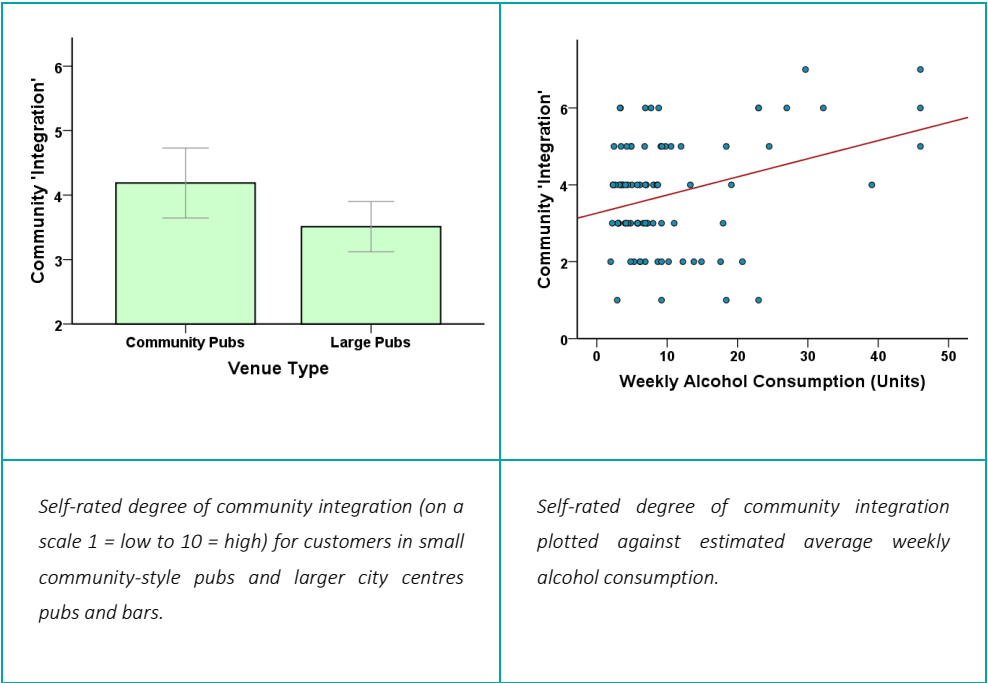 Community 'Integration'
6
5
4
3
2
Community Pubs
Large Pubs
Venue Type
Community 'Integration'
6
4
2
0
0
10
20
30
40
50
Weekly Alcohol Consumption (Units)
Self-rated degree of community integration (on a
scale 1 = low to 10 = high) for customers in small
community-style pubs and larger city centres
pubs and bars.
Self-rated degree of community integration
plotted against estimated average weekly
alcohol consumption.